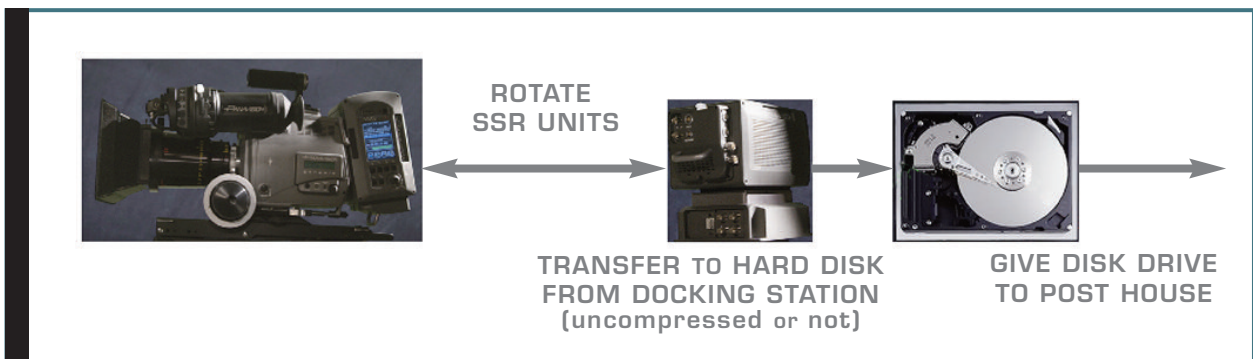 ROTATE
SSR UNITS
TRANSFER TO HARD DISK
FROM DOCKING STATION
(uncompressed or not)
GIVE DISK DRIVE
TO POST HOUSE